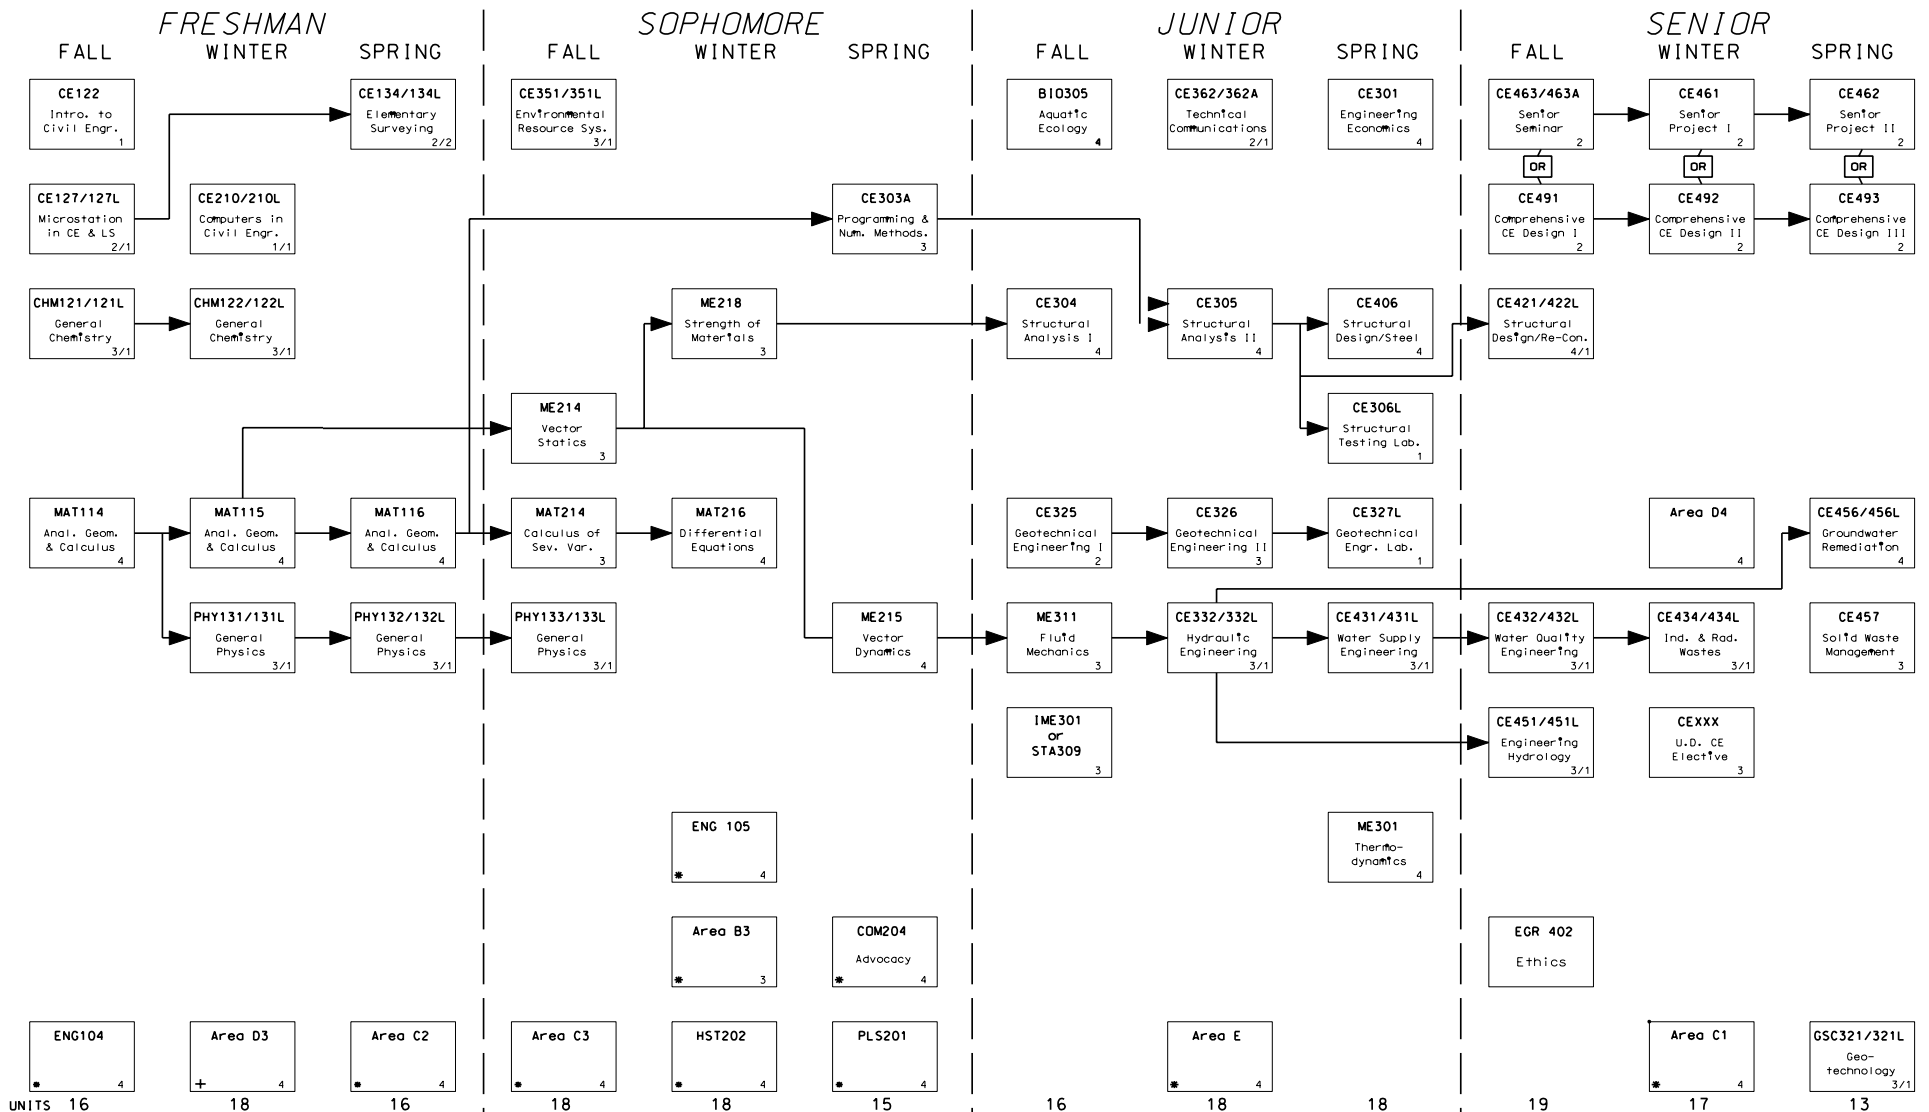 FRESHMAN SOPHOMORE JUNIOR SENIOR
FALL WINTER SPRING FALL WINTER SPRING FALL WINTER SPRING FALL WINTER SPRING
CE122
Intro. to
Civil Engr.
1
CE134/134L
Elementary
Surveying
2/2
CE351/351L
Environmental
Resource Sys.
3/1
BIO305
Aquatic
Ecology
4
CE362/362A
Technical
Communications
2/1
CE301
Engineering
Economics
4
CE463/463A
Senior
Seminar
2
CE461
Senior
Project I
2
CE462
Senior
Project II
2
OR
OR
OR
CE127/127L
Microstation
in CE & LS
2/1
CE210/210L
Computers in
Civil Engr.
1/1
CE303A
Programming &
Num. Methods.
3
CE491
Comprehensive
CE Design I
2
CE492
Comprehensive
CE Design II
2
CE493
Comprehensive
CE Design III
2
CHM121/121L
General
Chemistry
3/1
CHM122/122L
General
Chemistry
3/1
ME218
Strength of
Materials
3
CE304
Structural
Analysis I
4
CE305
Structural
Analysis II
4
CE406
Structural
Design/Steel
4
CE421/422L
Structural
Design/Re-Con.
4/1
ME214
Vector
Statics
3
CE306L
Structural
Testing Lab.
1
MAT114
Anal. Geom.
& Calculus
4
MAT115
Anal. Geom.
& Calculus
4
MAT116
Anal. Geom.
& Calculus
4
MAT214
Calculus of
Sev. Var.
3
MAT216
Differential
Equations
4
CE325
Geotechnical
Engineering I
2
CE326
Geotechnical
Engineering II
3
CE327L
Geotechnical
Engr. Lab.
1
Area D4
4
CE456/456L
Groundwater
Remediation
4
PHY131/131L
General
Physics
3/1
PHY132/132L
General
Physics
3/1
PHY133/133L
General
Physics
3/1
ME215
Vector
Dynamics
4
ME311
Fluid
Mechanics
3
CE332/332L
Hydraulic
Engineering
3/1
CE431/431L
Water Supply
Engineering
3/1
CE432/432L
Water Quality
Engineering
3/1
CE434/434L
Ind. & Rad.
Wastes
3/1
CE457
Solid Waste
Management
3
IME301
or
STA309
3
CE451/451L
Engineering
Hydrology
3/1
CEXXX
U.D. CE
Elective
3
ENG 105
* 4
ME301
Thermo-
dynamics
4
Area B3
* 3
COM204
Advocacy
* 4
EGR 402
Ethics
ENG104
* 4
Area D3
+ 4
Area C2
* 4
Area C3
* 4
HST202
* 4
PLS201
* 4
Area E
* 4
Area C1
* 4
GSC321/321L
Geo-
technology
3/1
UNITS 16 18 16 18 18 15 16 18 18 19 17 13